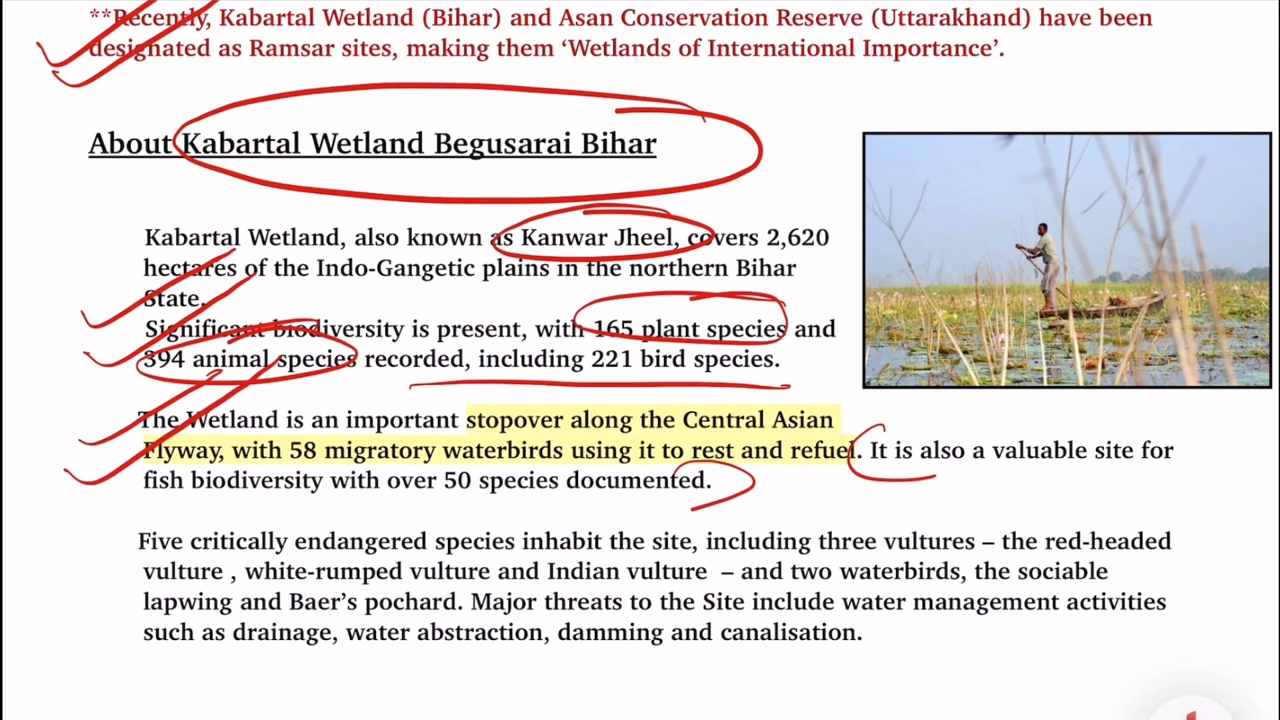 **Recently, Kabartal Wetland (Bihar) and Asan Conservation Reserve (Uttarakhand) have been
designated as Ramsar sites, making them ‘Wetlands of International Importance’.
About Kabartal Wetland Begusarai Bihar
Kabartal Wetland, also known as Kanwar Jheel, covers 2,620
hectares of the Indo-Gangetic plains in the northern Bihar
State.
Significant biodiversity is present, with 165 plant species and
394 animal species recorded, including 221 bird species.
The Wetland is an important stopover along the Central Asian
Flyway, with 58 migratory waterbirds using it to rest and refuel. It is also a valuable site for
fish biodiversity with over 50 species documented.
Five critically endangered species inhabit the site, including three vultures – the red-headed
vulture , white-rumped vulture and Indian vulture – and two waterbirds, the sociable
lapwing and Baer’s pochard. Major threats to the Site include water management activities
such as drainage, water abstraction, damming and canalisation.